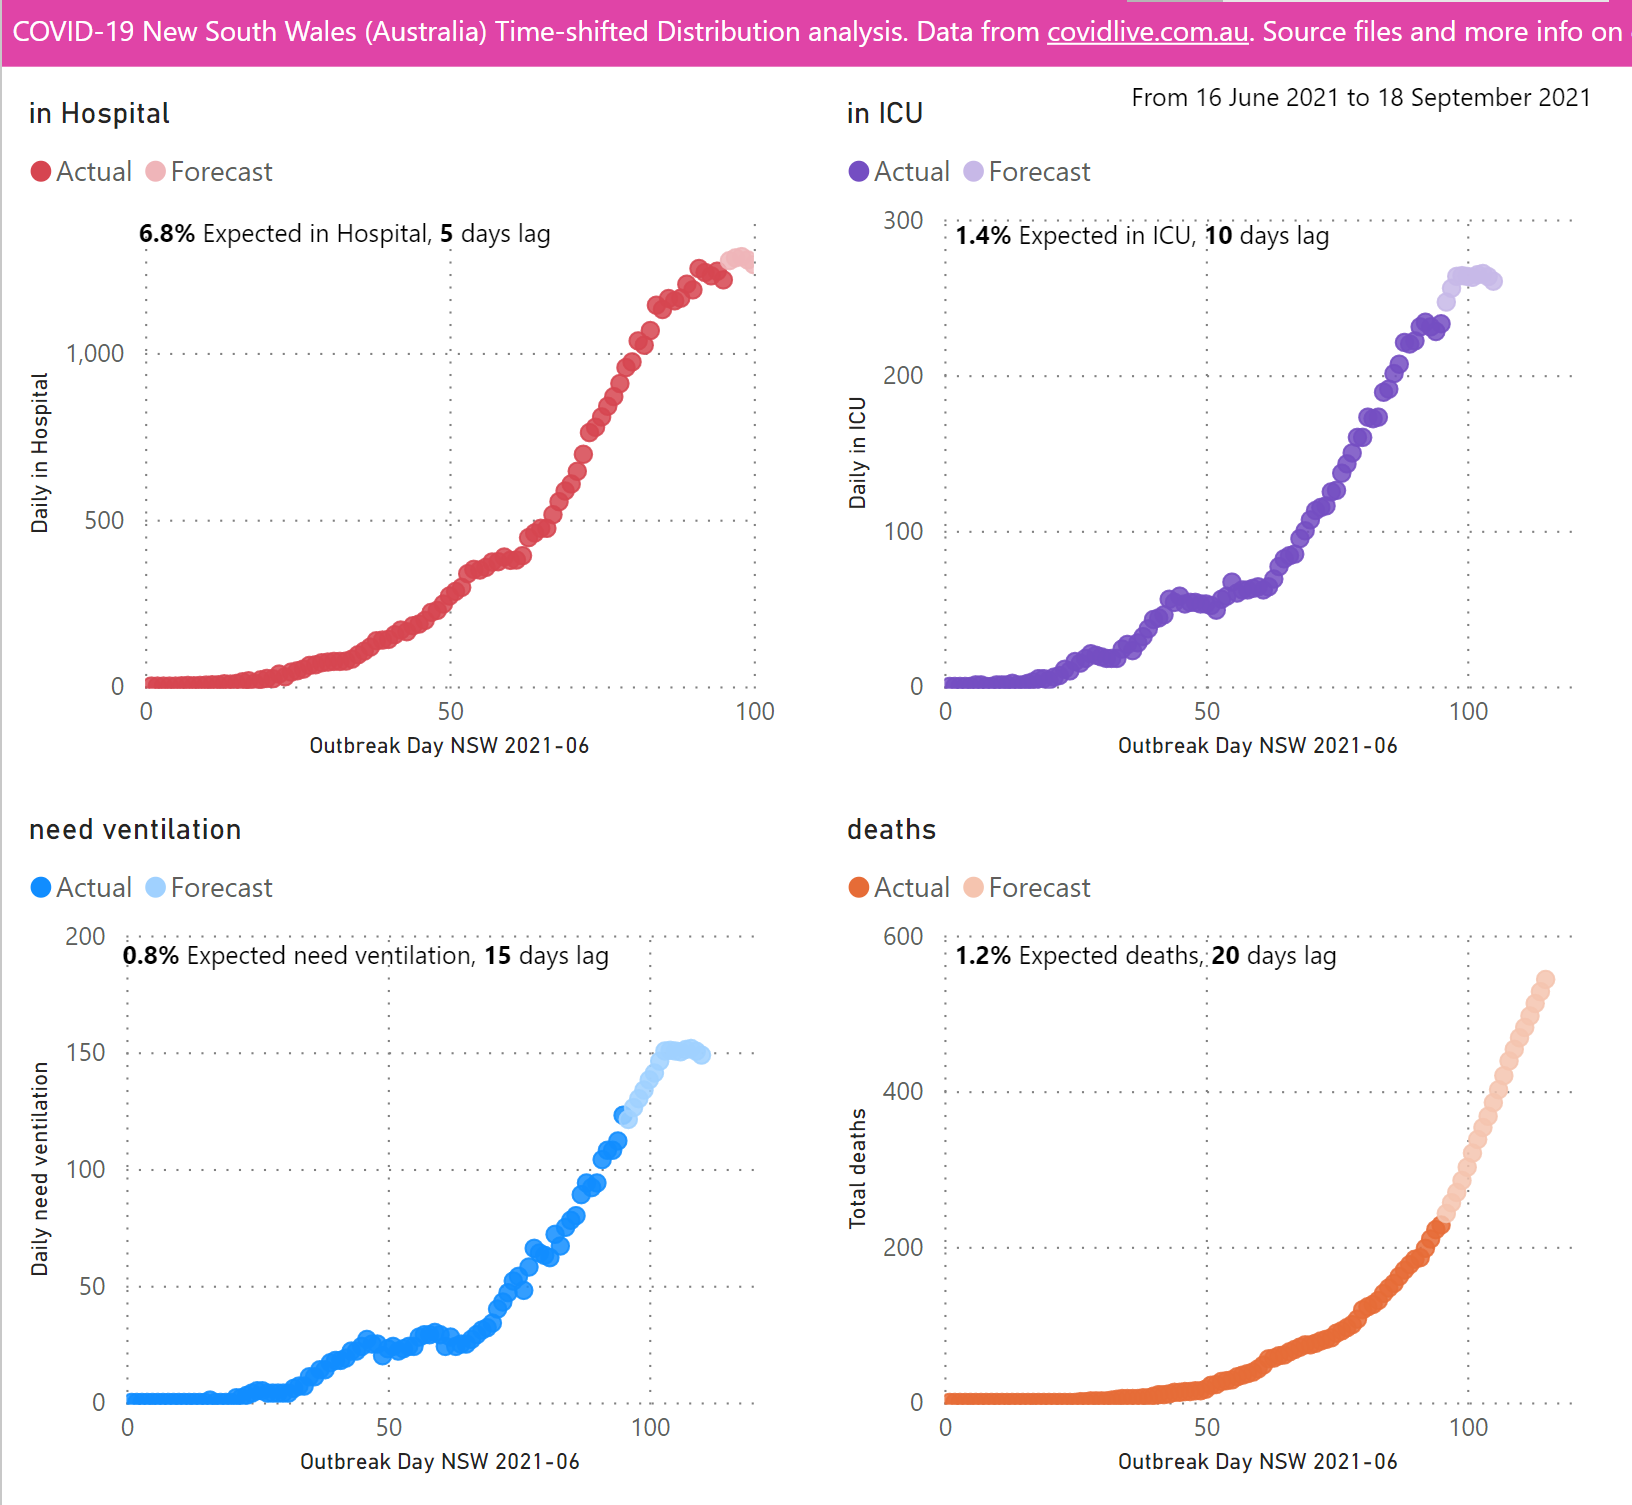 COVID-19 New South Wales (Australia) Time-shifted Distribution analysis. Data from covidlive.com.au. Source files and more info on
From 16 June 2021 to 18 September 2021
in Hospital
Actual Forecast
6.8% Expected in Hospital, 5 days lag
Daily in Hospital
1,000
500
0
0 50 100
Outbreak Day NSW 2021-06
in ICU
Actual Forecast
300
1.4% Expected in ICU, 10 days lag
Daily in ICU
200
100
0
0 50 100
Outbreak Day NSW 2021-06
need ventilation
Actual Forecast
200
0.8% Expected need ventilation, 15 days lag
Daily need ventilation
150
100
50
0
0 50 100
Outbreak Day NSW 2021-06
deaths
Actual Forecast
600
1.2% Expected deaths, 20 days lag
Total deaths
400
200
0
0 50 100
Outbreak Day NSW 2021-06